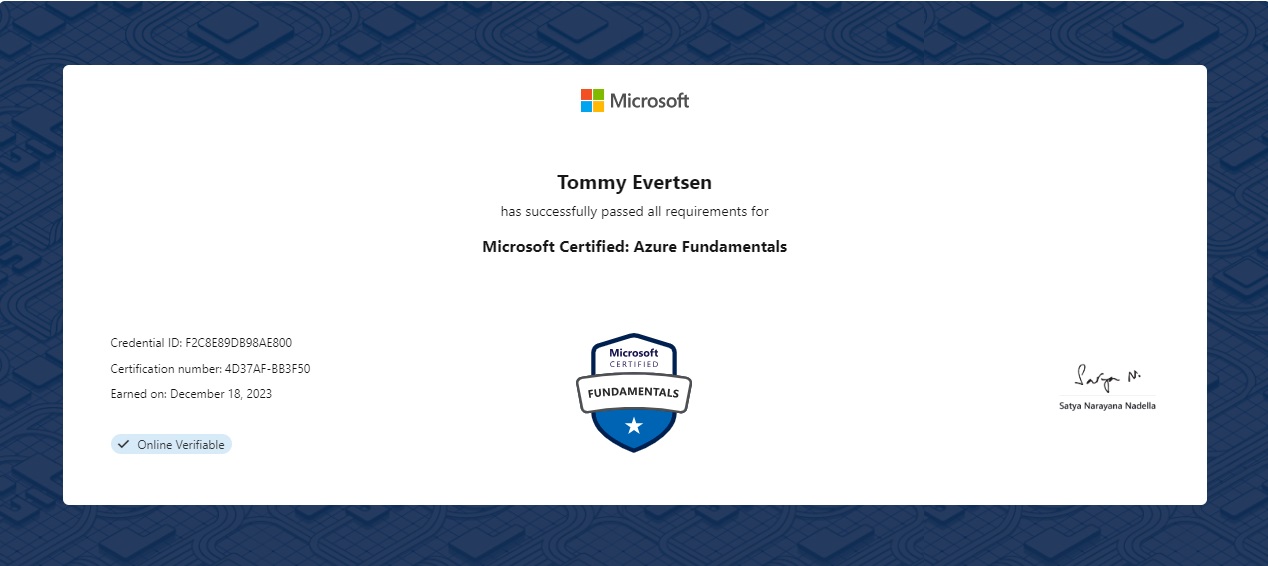 Microsoft
Tommy Evertsen
has successfully passed all requirements for
Microsoft Certified: Azure Fundamentals
Credential ID: F2C8E89DB98AE800
Certification number: 4D37AF-BB3F50
Earned on: December 18, 2023
Online Verifiable
Microsoft
CERTIFIED
FUNDAMENTALS
Satya N.
Satya Narayana Nadella